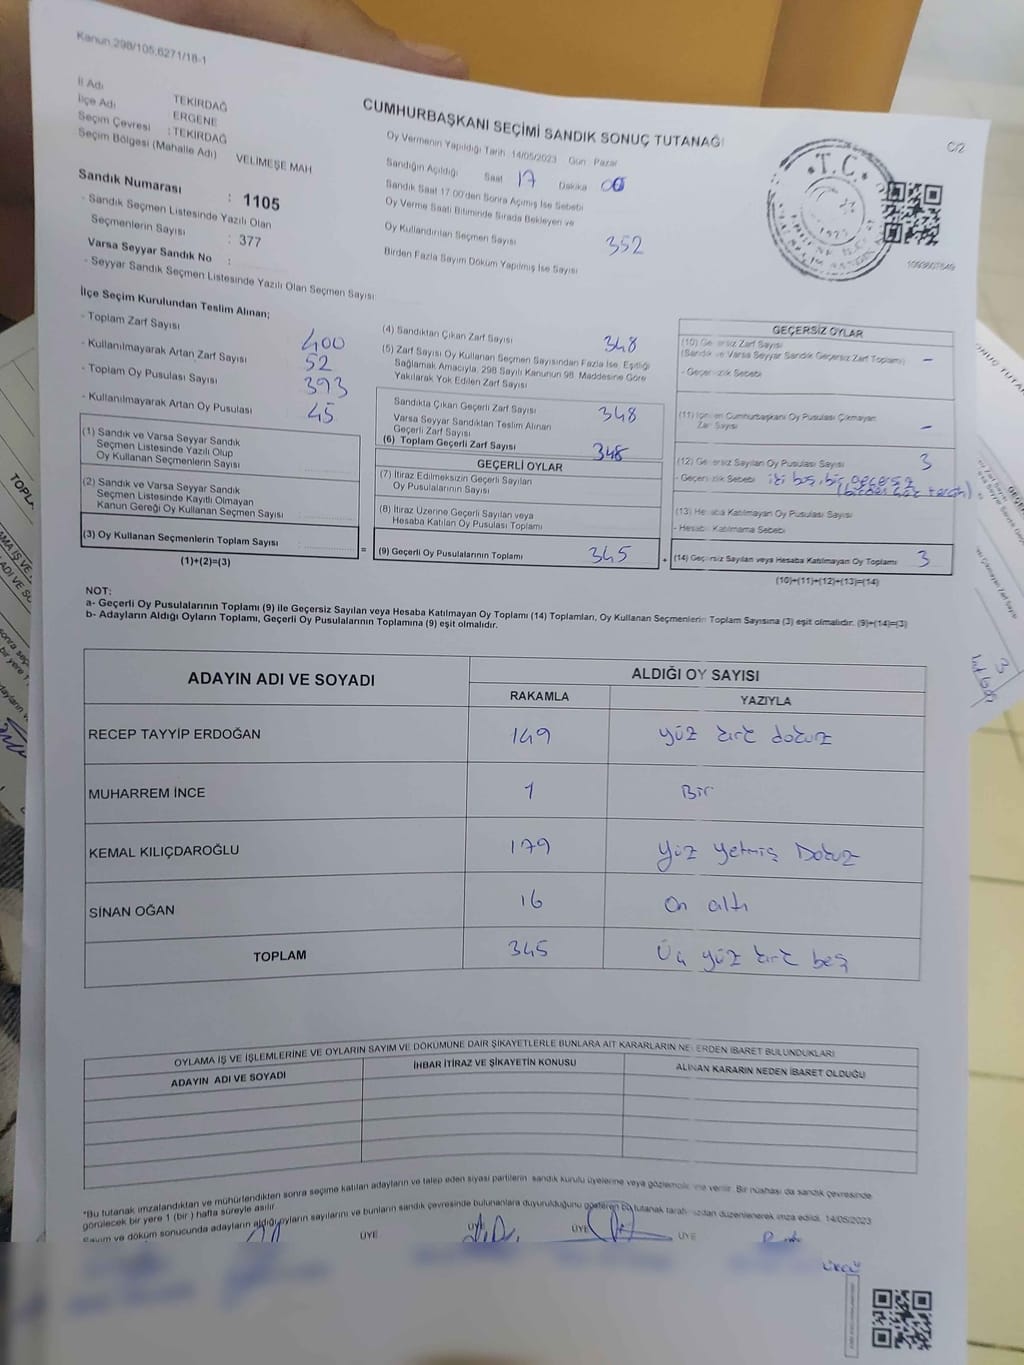 Kanun:298/105,6271/18-1
İl Adı TEKİRDAĞ
İlçe Adı ERGENE
Seçim Çevresi : TEKİRDAĞ
Seçim Bölgesi (Mahalle Adı) VELİMEŞE MAH
Sandık Numarası : 1105
- Sandık Seçmen Listesinde Yazılı Olan
Seçmenlerin Sayısı : 377
Varsa Seyyar Sandık No :
- Seyyar Sandık Seçmen Listesinde Yazılı Olan Seçmen Sayısı
CUMHURBAŞKANI SEÇİMİ SANDIK SONUÇ TUTANAĞI
C/2
Oy Vermenin Yapıldığı Tarih 14/05/2023 Gün Pazar
Sandığın Açıldığı Saat 17 Dakika 00
Sandık Saat 17.00'den Sonra Açılmış İse Sebebi
Oy Verme Saati Bitiminde Sırada Bekleyen ve
Oy Kullandırılan Seçmen Sayısı 352
Birden Fazla Sayım Döküm Yapılmış İse Sayısı
T.C.
1093607849
İlçe Seçim Kurulundan Teslim Alınan;
- Toplam Zarf Sayısı 400
- Kullanılmayarak Artan Zarf Sayısı 52
- Toplam Oy Pusulası Sayısı 393
- Kullanılmayarak Artan Oy Pusulası 45
(1) Sandık ve Varsa Seyyar Sandık
Seçmen Listesinde Yazılı Olup
Oy Kullanan Seçmenlerin Sayısı
(2) Sandık ve Varsa Seyyar Sandık
Seçmen Listesinde Kayıtlı Olmayan
Kanun Gereği Oy Kullanan Seçmen Sayısı
(3) Oy Kullanan Seçmenlerin Toplam Sayısı
(1)+(2)=(3)
(4) Sandıktan Çıkan Zarf Sayısı 348
(5) Zarf Sayısı Oy Kullanan Seçmen Sayısından Fazla İse, Eşitliği
Sağlamak Amacıyla, 298 Sayılı Kanunun 98. Maddesine Göre
Yakılarak Yok Edilen Zarf Sayısı
Sandıkta Çıkan Geçerli Zarf Sayısı 348
Varsa Seyyar Sandıktan Teslim Alınan
Geçerli Zarf Sayısı
(6) Toplam Geçerli Zarf Sayısı 348
GEÇERLİ OYLAR
(7) İtiraz Edilmeksizin Geçerli Sayılan
Oy Pusulalarının Sayısı
(8) İtiraz Üzerine Geçerli Sayılan veya
Hesaba Katılan Oy Pusulası Toplamı
= (9) Geçerli Oy Pusulalarının Toplamı 345
GEÇERSİZ OYLAR
(10) Geçersiz Zarf Sayısı
(Sandık ve Varsa Seyyar Sandık Geçersiz Zarf Toplamı) -
- Geçersizlik Sebebi
(11) İçinden Cumhurbaşkanı Oy Pusulası Çıkmayan
Zarf Sayısı -
(12) Geçersiz Sayılan Oy Pusulası Sayısı 3
- Geçersizlik Sebebi iki boş, bir geçersiz
(13) Hesaba Katılmayan Oy Pusulası Sayısı
- Hesaba Katılmama Sebebi
+ (14) Geçersiz Sayılan veya Hesaba Katılmayan Oy Toplamı 3
(10)+(11)+(12)+(13)=(14)
NOT:
a- Geçerli Oy Pusulalarının Toplamı (9) ile Geçersiz Sayılan veya Hesaba Katılmayan Oy Toplamı (14) Toplamları, Oy Kullanan Seçmenlerin Toplam Sayısına (3) eşit olmalıdır. (9)+(14)=(3)
b- Adayların Aldığı Oyların Toplamı, Geçerli Oy Pusulalarının Toplamına (9) eşit olmalıdır.
ADAYIN ADI VE SOYADI
ALDIĞI OY SAYISI
RAKAMLA YAZIYLA
RECEP TAYYİP ERDOĞAN 149 yüz kırk dokuz
MUHARREM İNCE 1 Bir
KEMAL KILIÇDAROĞLU 179 yüz yetmiş Dokuz
SİNAN OĞAN 16 On altı
TOPLAM 345 Üç yüz kırk beş
OYLAMA İŞ VE İŞLEMLERİNE VE OYLARIN SAYIM VE DÖKÜMÜNE DAİR ŞİKAYETLERLE BUNLARA AİT KARARLARIN NELERDEN İBARET BULUNDUKLARI
ADAYIN ADI VE SOYADI İHBAR İTİRAZ VE ŞİKAYETİN KONUSU ALINAN KARARIN NEDEN İBARET OLDUĞU
*Bu tutanak imzalandıktan ve mühürlendikten sonra seçime katılan adayların ve talep eden siyasi partilerin sandık kurulu üyelerine veya gözlemcilerine verilir. Bir nüshası da sandık çevresinde
görülecek bir yere 1 (bir) hafta süreyle asılır.
Sayım ve döküm sonucunda adayların aldığı oyların sayılarını ve bunların sandık çevresinde bulunanlara duyurulduğunu gösteren bu tutanak tarafımızdan düzenlenerek imza edildi. 14/05/2023
ÜYE ÜYE ÜYE ÜYE